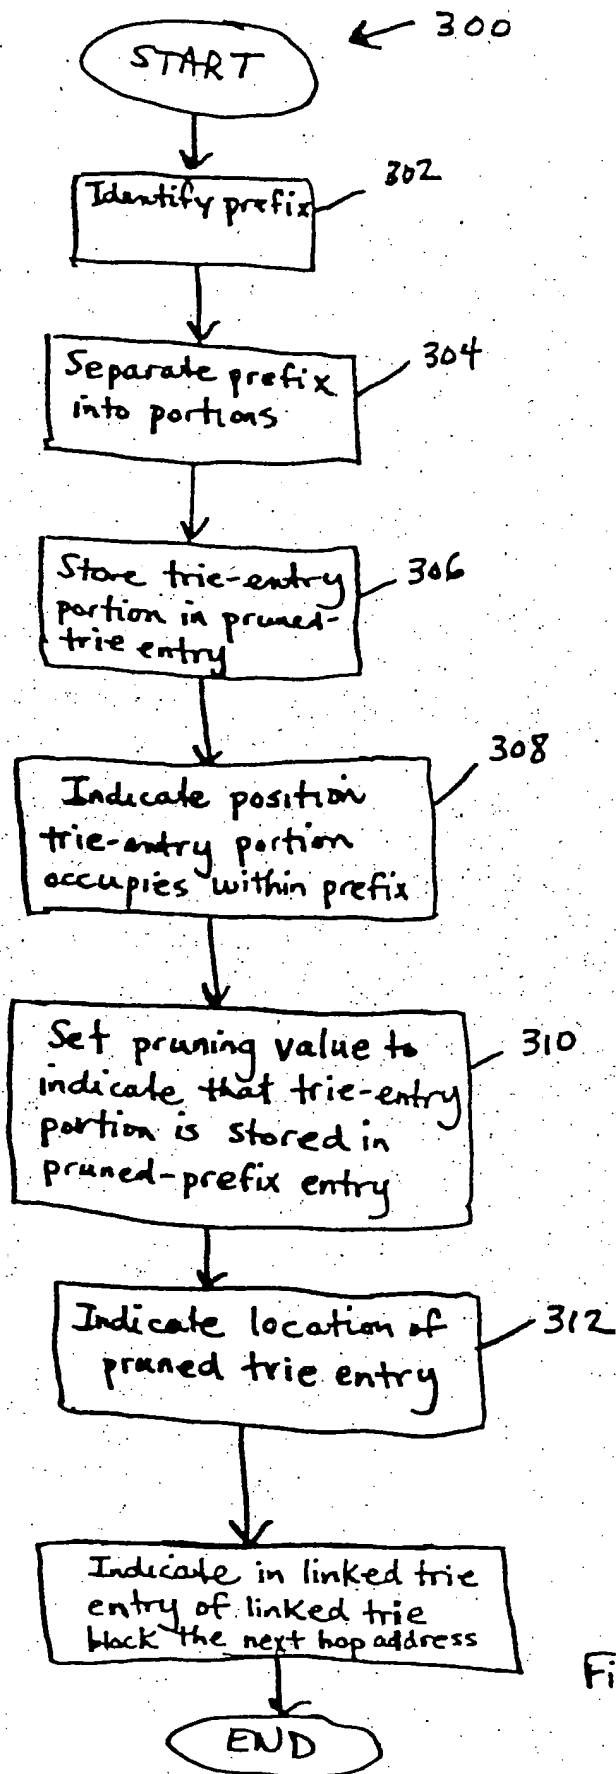 300
START
302
Identify prefix
304
Separate prefix
into portions
306
Store trie-entry
portion in pruned-
trie entry
308
Indicate position
trie-entry portion
occupies within prefix
310
Set pruning value to
indicate that trie-entry
portion is stored in
pruned-prefix entry
312
Indicate location of
pruned trie entry
Indicate in linked trie
entry of linked trie
block the next hop address
Fi
END